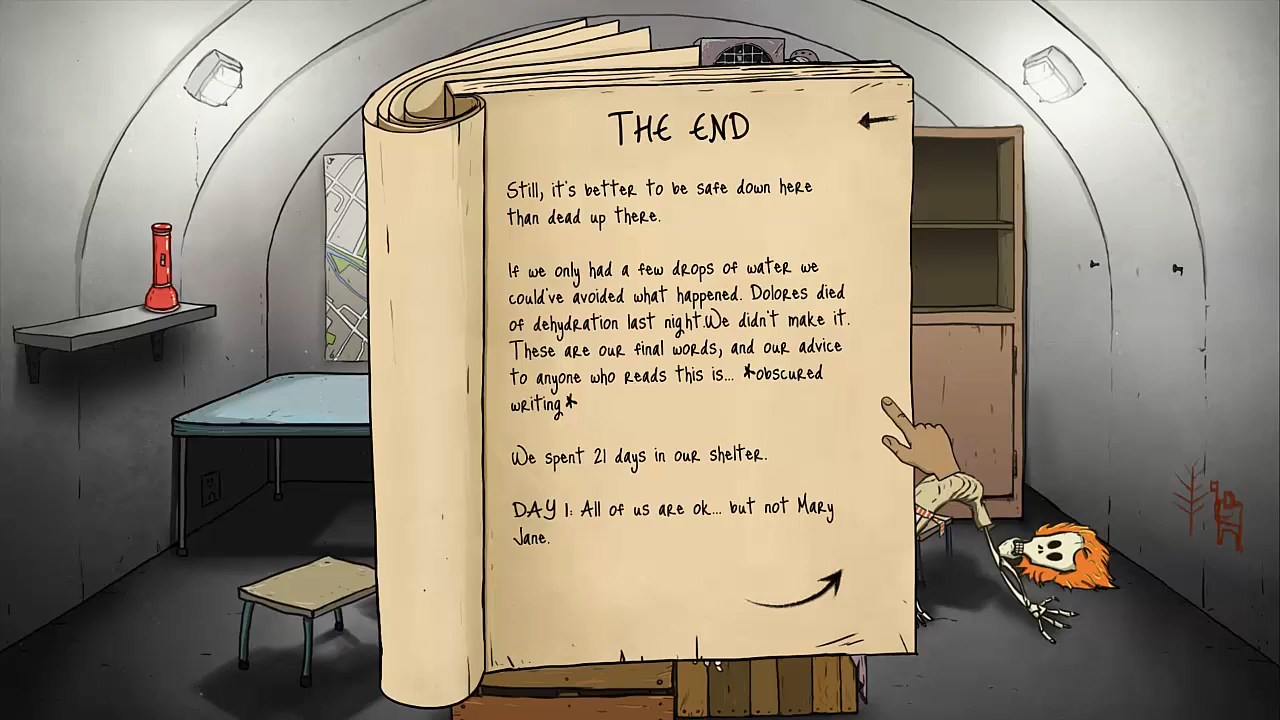 THE END
Still, it's better to be safe down here
than dead up there.
If we only had a few drops of water we
could've avoided what happened. Dolores died
of dehydration last night.We didn't make it.
These are our final words, and our advice
to anyone who reads this is... *obscured
writing*
We spent 21 days in our shelter.
DAY 1: All of us are ok... but not Mary
Jane.